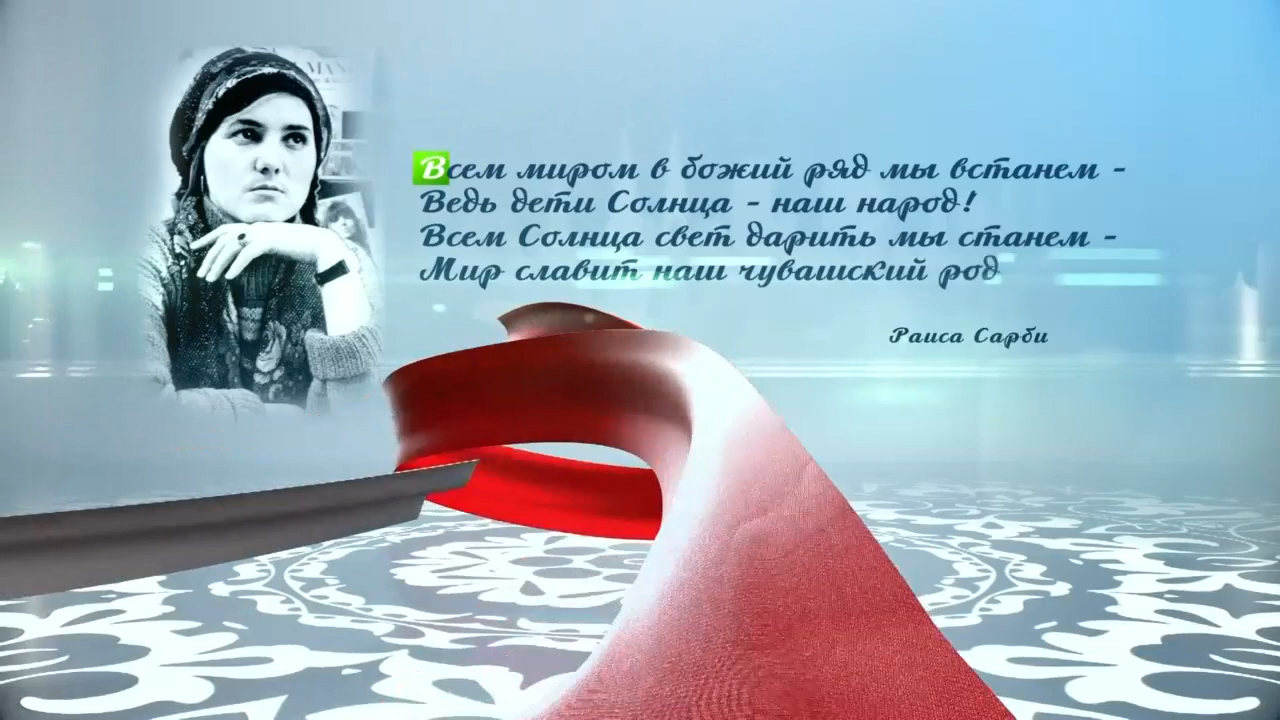 MAN
Всем миром в божий ряд мы встанем -
Ведь дети Солнца - наш народ!
Всем Солнца свет дарить мы станем -
Мир славит наш чувашский род
Раиса Сарби